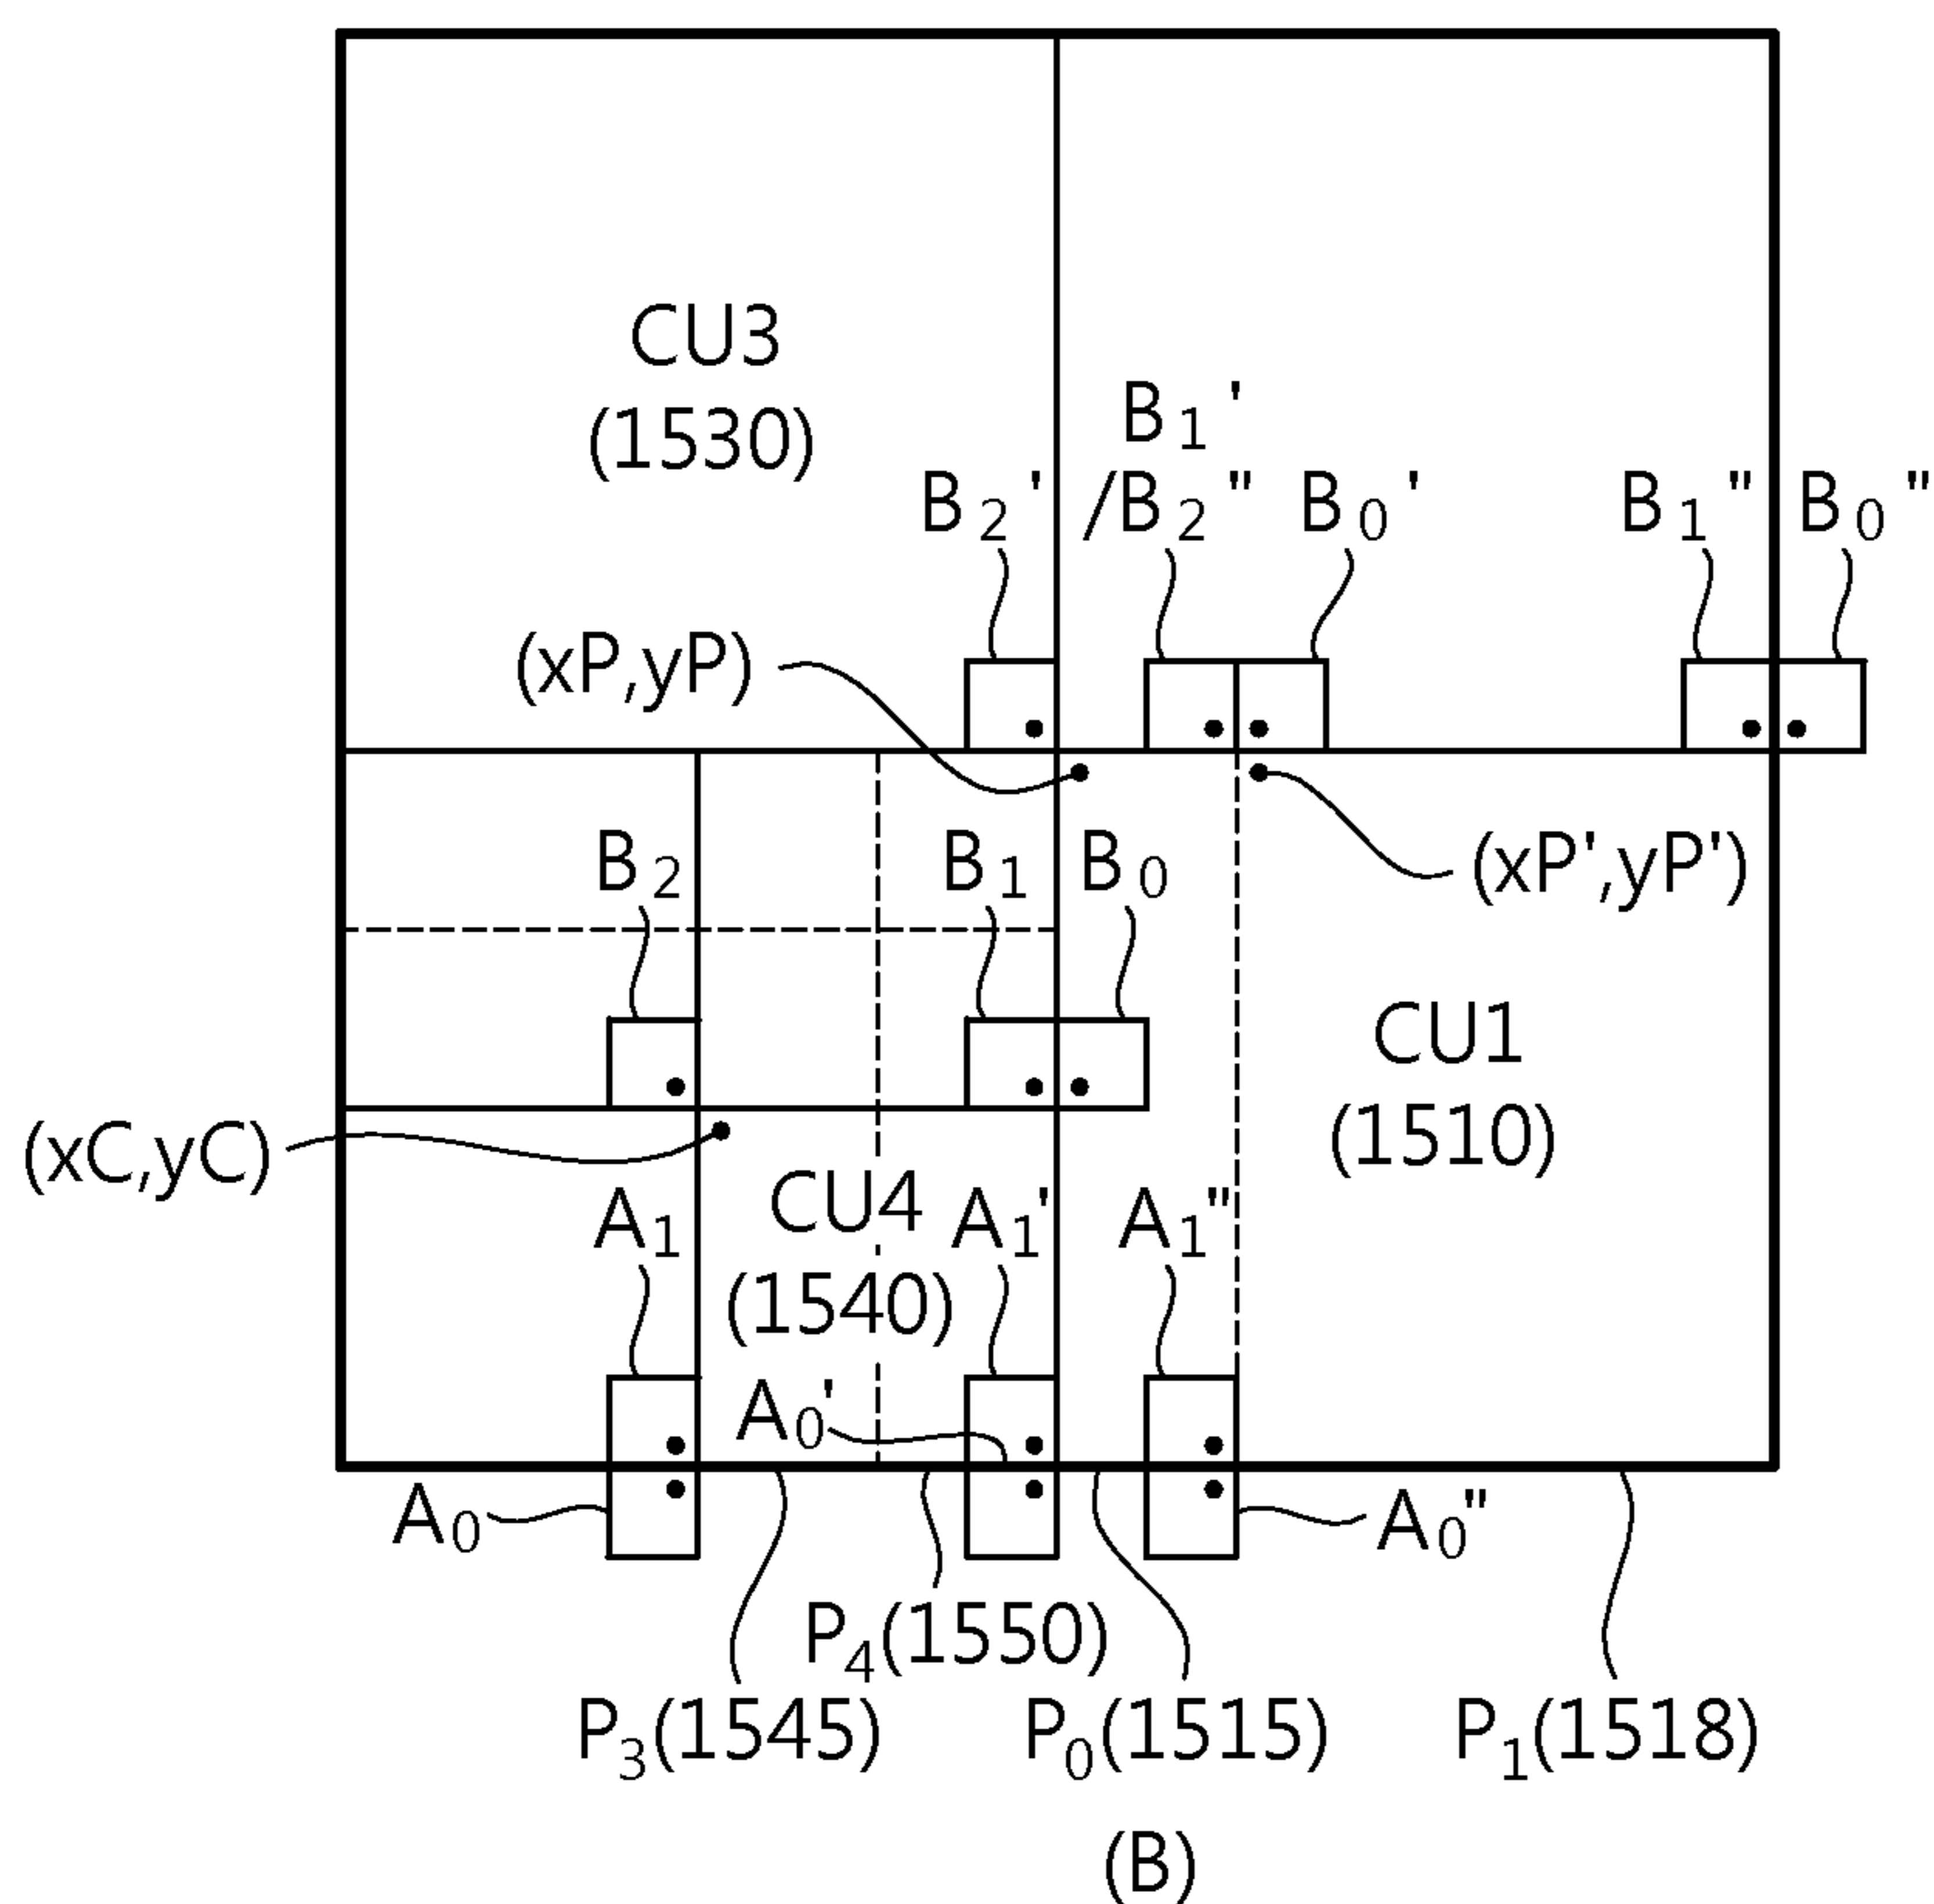 CU3
(1530)
B1'
B2' /B2" B0' B1" B0"
(xP,yP)
B2 B1 B0 (xP',yP')
CU1
(1510)
(xC,yC)
A1 CU4 A1' A1"
(1540)
A0'
A0 A0"
P4(1550)
P3(1545) P0(1515) P1(1518)
(B)